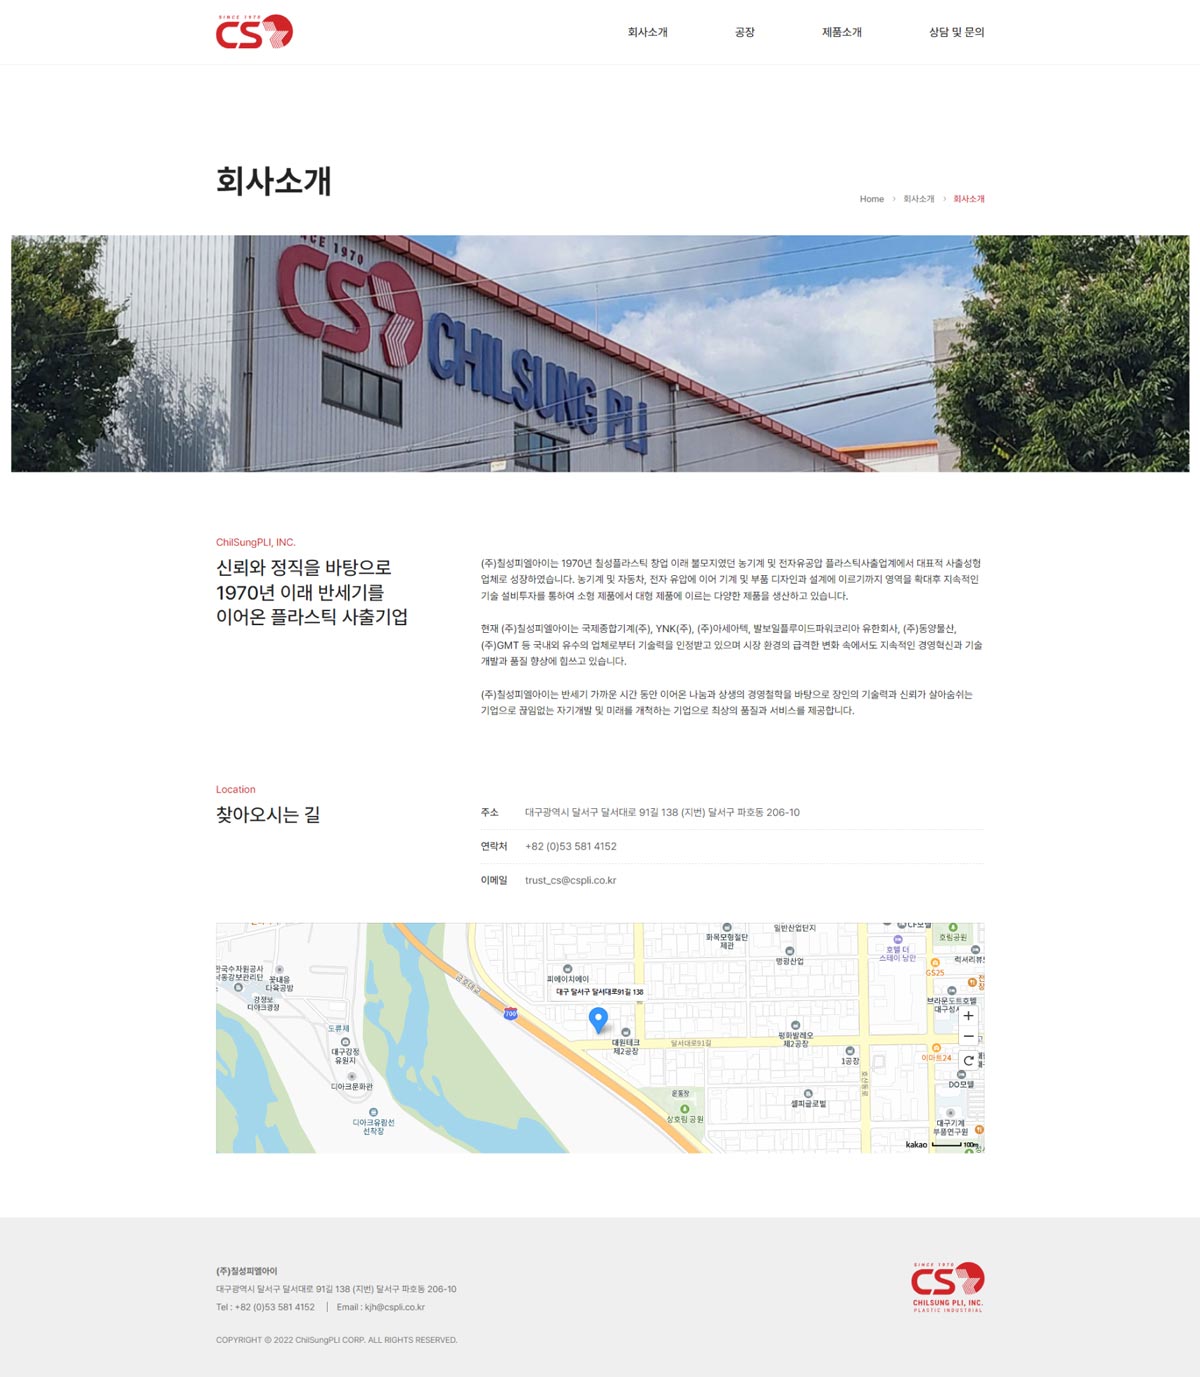 SINCE 1970
CS
회사소개
공장
제품소개
상담 및 문의
회사소개
Home › 회사소개 › 회사소개
NCE 1970
CS
CHILSUNG PLI
ChilSungPLI, INC.
신뢰와 정직을 바탕으로
1970년 이래 반세기를
이어온 플라스틱 사출기업
(주)칠성피엘아이는 1970년 칠성플라스틱 창업 이래 불모지였던 농기계 및 전자유공압 플라스틱사출업계에서 대표적 사출성형
업체로 성장하였습니다. 농기계 및 자동차, 전자 유압에 이어 기계 및 부품 디자인과 설계에 이르기까지 영역을 확대후 지속적인
기술 설비투자를 통하여 소형 제품에서 대형 제품에 이르는 다양한 제품을 생산하고 있습니다.
현재 (주)칠성피엘아이는 국제종합기계(주), YNK(주), (주)아세아텍, 발보일플루이드파워코리아 유한회사, (주)동양물산,
(주)GMT 등 국내외 유수의 업체로부터 기술력을 인정받고 있으며 시장 환경의 급격한 변화 속에서도 지속적인 경영혁신과 기술
개발과 품질 향상에 힘쓰고 있습니다.
(주)칠성피엘아이는 반세기 가까운 시간 동안 이어온 나눔과 상생의 경영철학을 바탕으로 장인의 기술력과 신뢰가 살아숨쉬는
기업으로 끊임없는 자기개발 및 미래를 개척하는 기업으로 최상의 품질과 서비스를 제공합니다.
Location
찾아오시는 길
주소 대구광역시 달서구 달서대로 91길 138 (지번) 달서구 파호동 206-10
연락처 +82 (0)53 581 4152
이메일 trust_cs@cspli.co.kr
화목모형절단
제관
일반산업단지
명광산업
호텔 더
스테이 낭만
호림공원
럭셔리뷰
GS25
브라운도트호텔
대구성서
피에이치에이
대구 달서구 달서대로91길 138
대원테크
제2공장
달서대로91길
평화발레오
제2공장
1공장
이마트24
DO모텔
한국수자원공사
낙동강보관리단
꽃내음
다육공방
강정보
디아크광장
도류제
대구강정
유원지
디아크문화관
디아크유람선
선착장
금호대교
700
운동장
상호림공원
셀피글로벌
호산동로
대구기계
부품연구원
kakao
100m
(주)칠성피엘아이
대구광역시 달서구 달서대로 91길 138 (지번) 달서구 파호동 206-10
Tel : +82 (0)53 581 4152 | Email : kjh@cspli.co.kr
COPYRIGHT © 2022 ChilSungPLI CORP. ALL RIGHTS RESERVED.
SINCE 1970
CS
CHILSUNG PLI, INC.
PLASTIC INDUSTRIAL